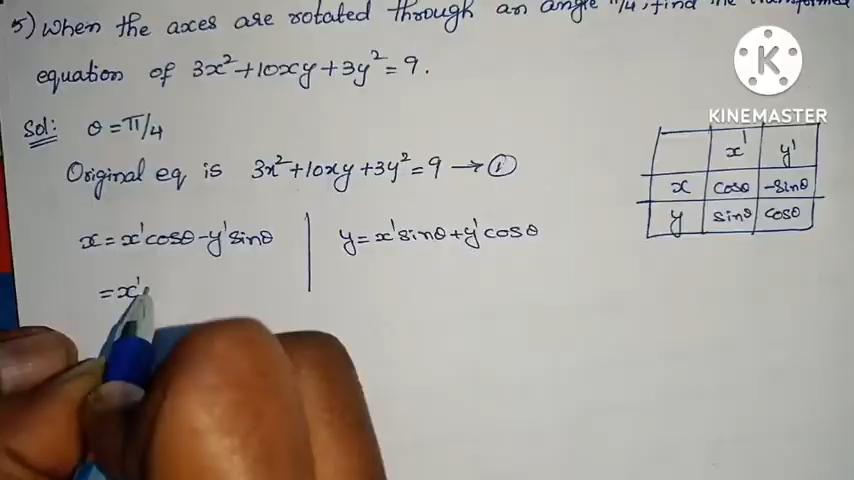 5) When the axes are rotated through an angle π/4, find the transformed
equation of 3x²+10xy+3y²=9.
KINEMASTER
Sol: θ=π/4
x' y'
Original eq is 3x²+10xy+3y²=9 → ①
x cosθ -sinθ
y sinθ cosθ
x=x'cosθ-y'sinθ y=x'sinθ+y'cosθ
=x'